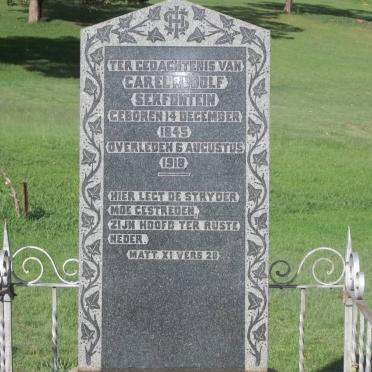 IHS
TER GEDACHTENIS VAN
CAREL RUDOLF
SERFONTEIN
GEBOREN 14 DECEMBER
1845
OVERLEDEN 6 AUGUSTUS
1918
HIER LEGT DE STRYDER
MOE GESTREDEN,
ZIJN HOOFD TER RUSTE
NEDER.
MATT. XI VERS 28